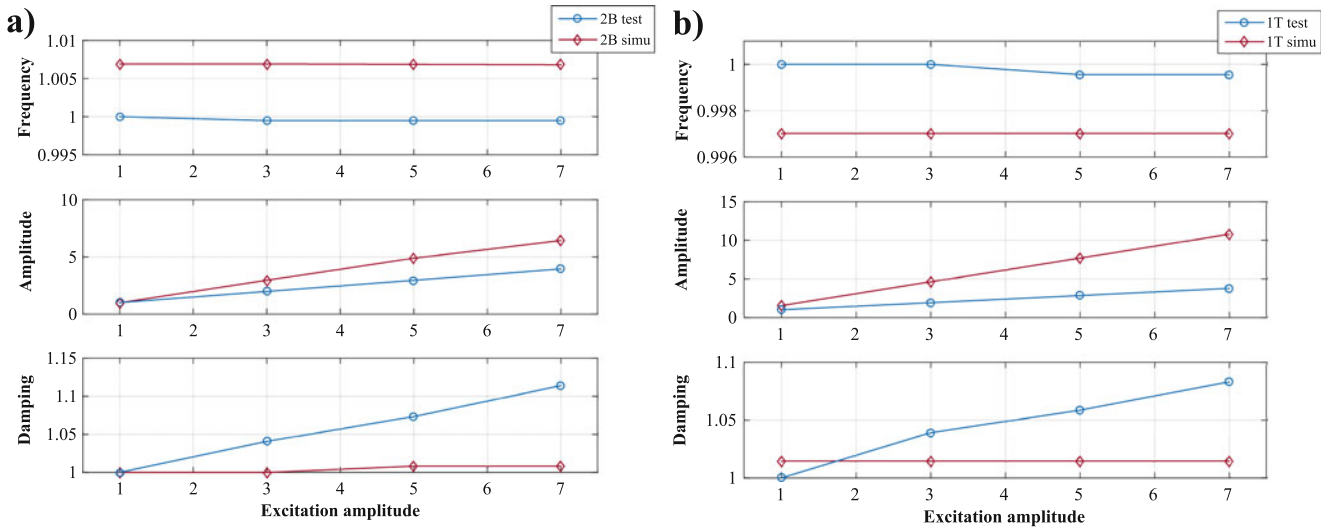 a)
2B test
2B simu
Frequency
1.01
1.005
1
0.995
1 2 3 4 5 6 7
Amplitude
10
5
0
1 2 3 4 5 6 7
Damping
1.15
1.1
1.05
1
1 2 3 4 5 6 7
Excitation amplitude
b)
1T test
1T simu
Frequency
1
0.998
0.996
1 2 3 4 5 6 7
Amplitude
15
10
5
0
1 2 3 4 5 6 7
Damping
1.1
1.05
1
1 2 3 4 5 6 7
Excitation amplitude